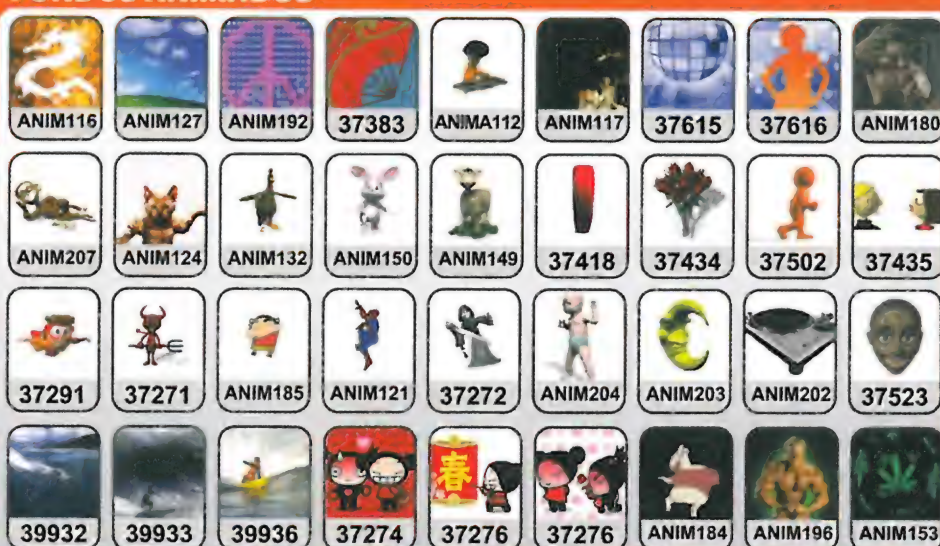 ANIM116 ANIM127 ANIM192 37383 ANIMA112 ANIM117 37615 37616 ANIM180
ANIM207 ANIM124 ANIM132 ANIM150 ANIM149 37418 37434 37502 37435
37291 37271 ANIM185 ANIM121 37272 ANIM204 ANIM203 ANIM202 37523
春
39932 39933 39936 37274 37276 37276 ANIM184 ANIM196 ANIM153